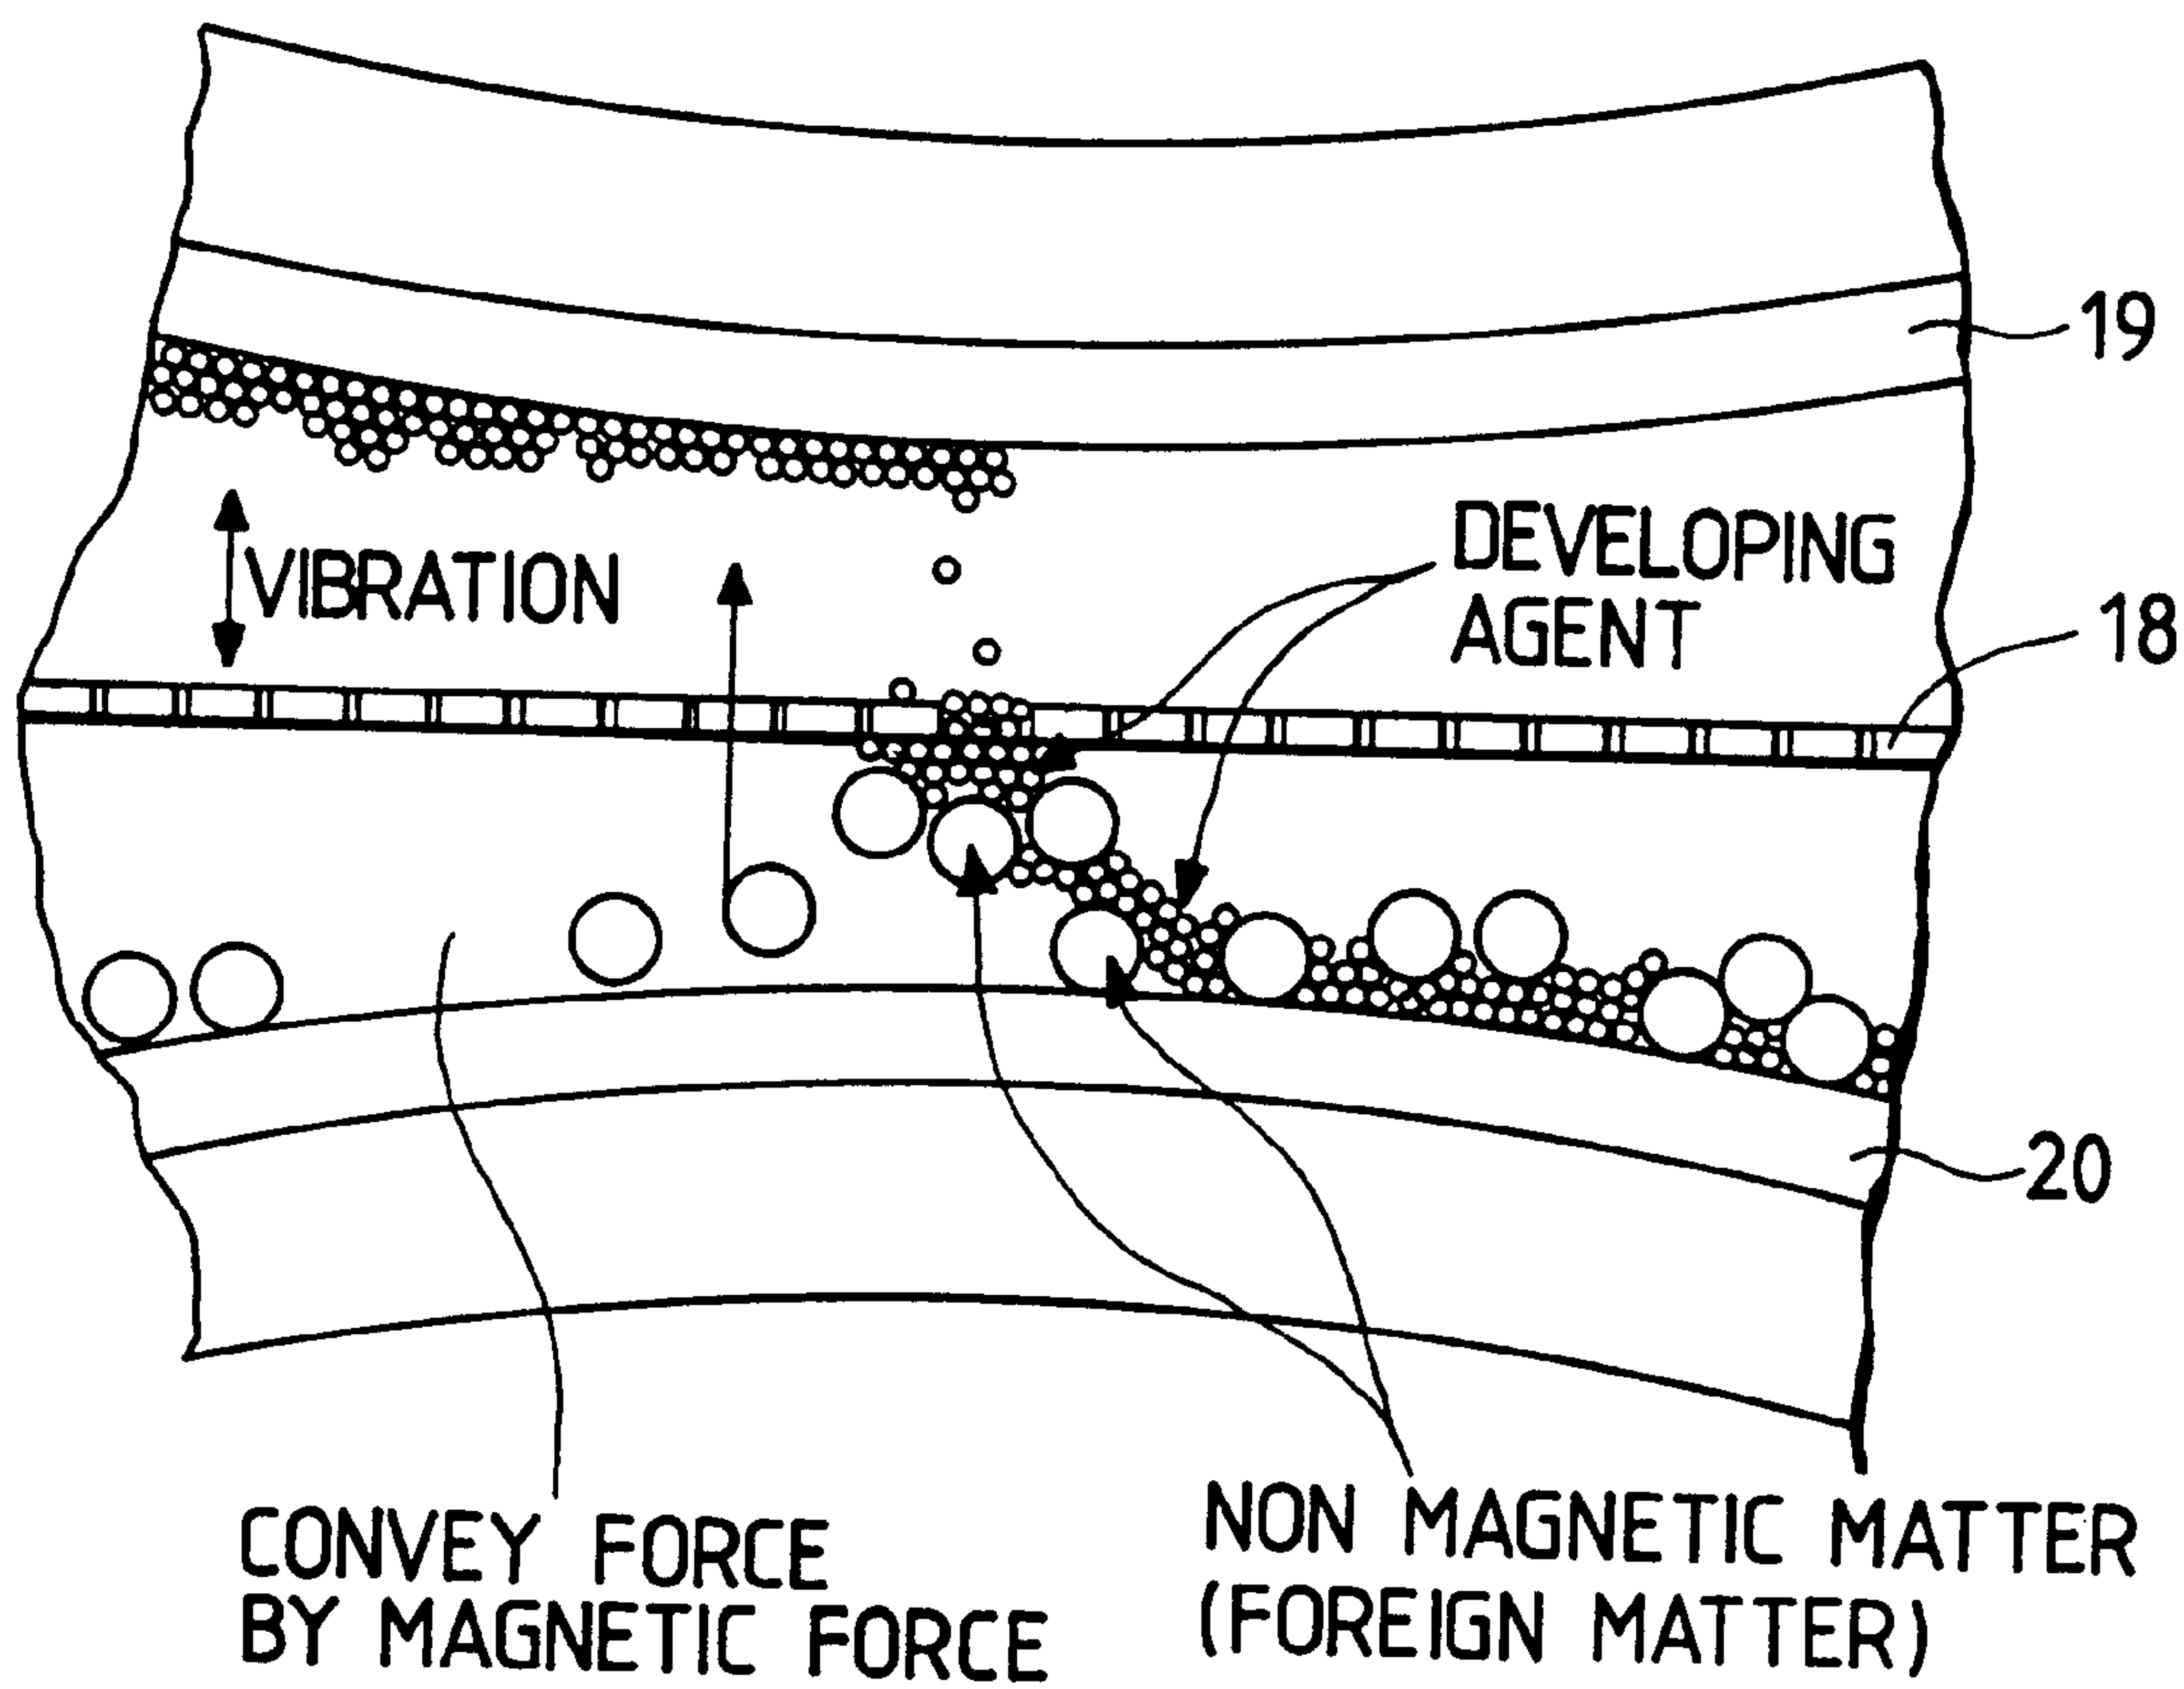 19
DEVELOPING
AGENT
VIBRATION
18
20
CONVEY FORCE
BY MAGNETIC FORCE
NON MAGNETIC MATTER
(FOREIGN MATTER)